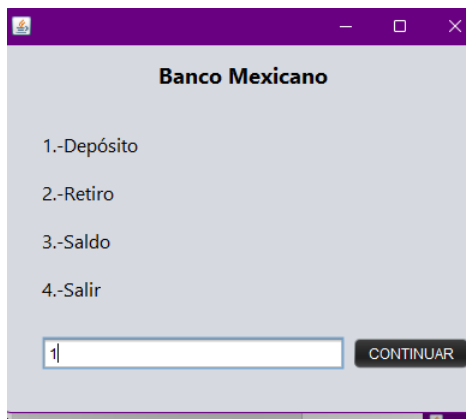 Banco Mexicano
1.-Depósito
2.-Retiro
3.-Saldo
4.-Salir
1
CONTINUAR